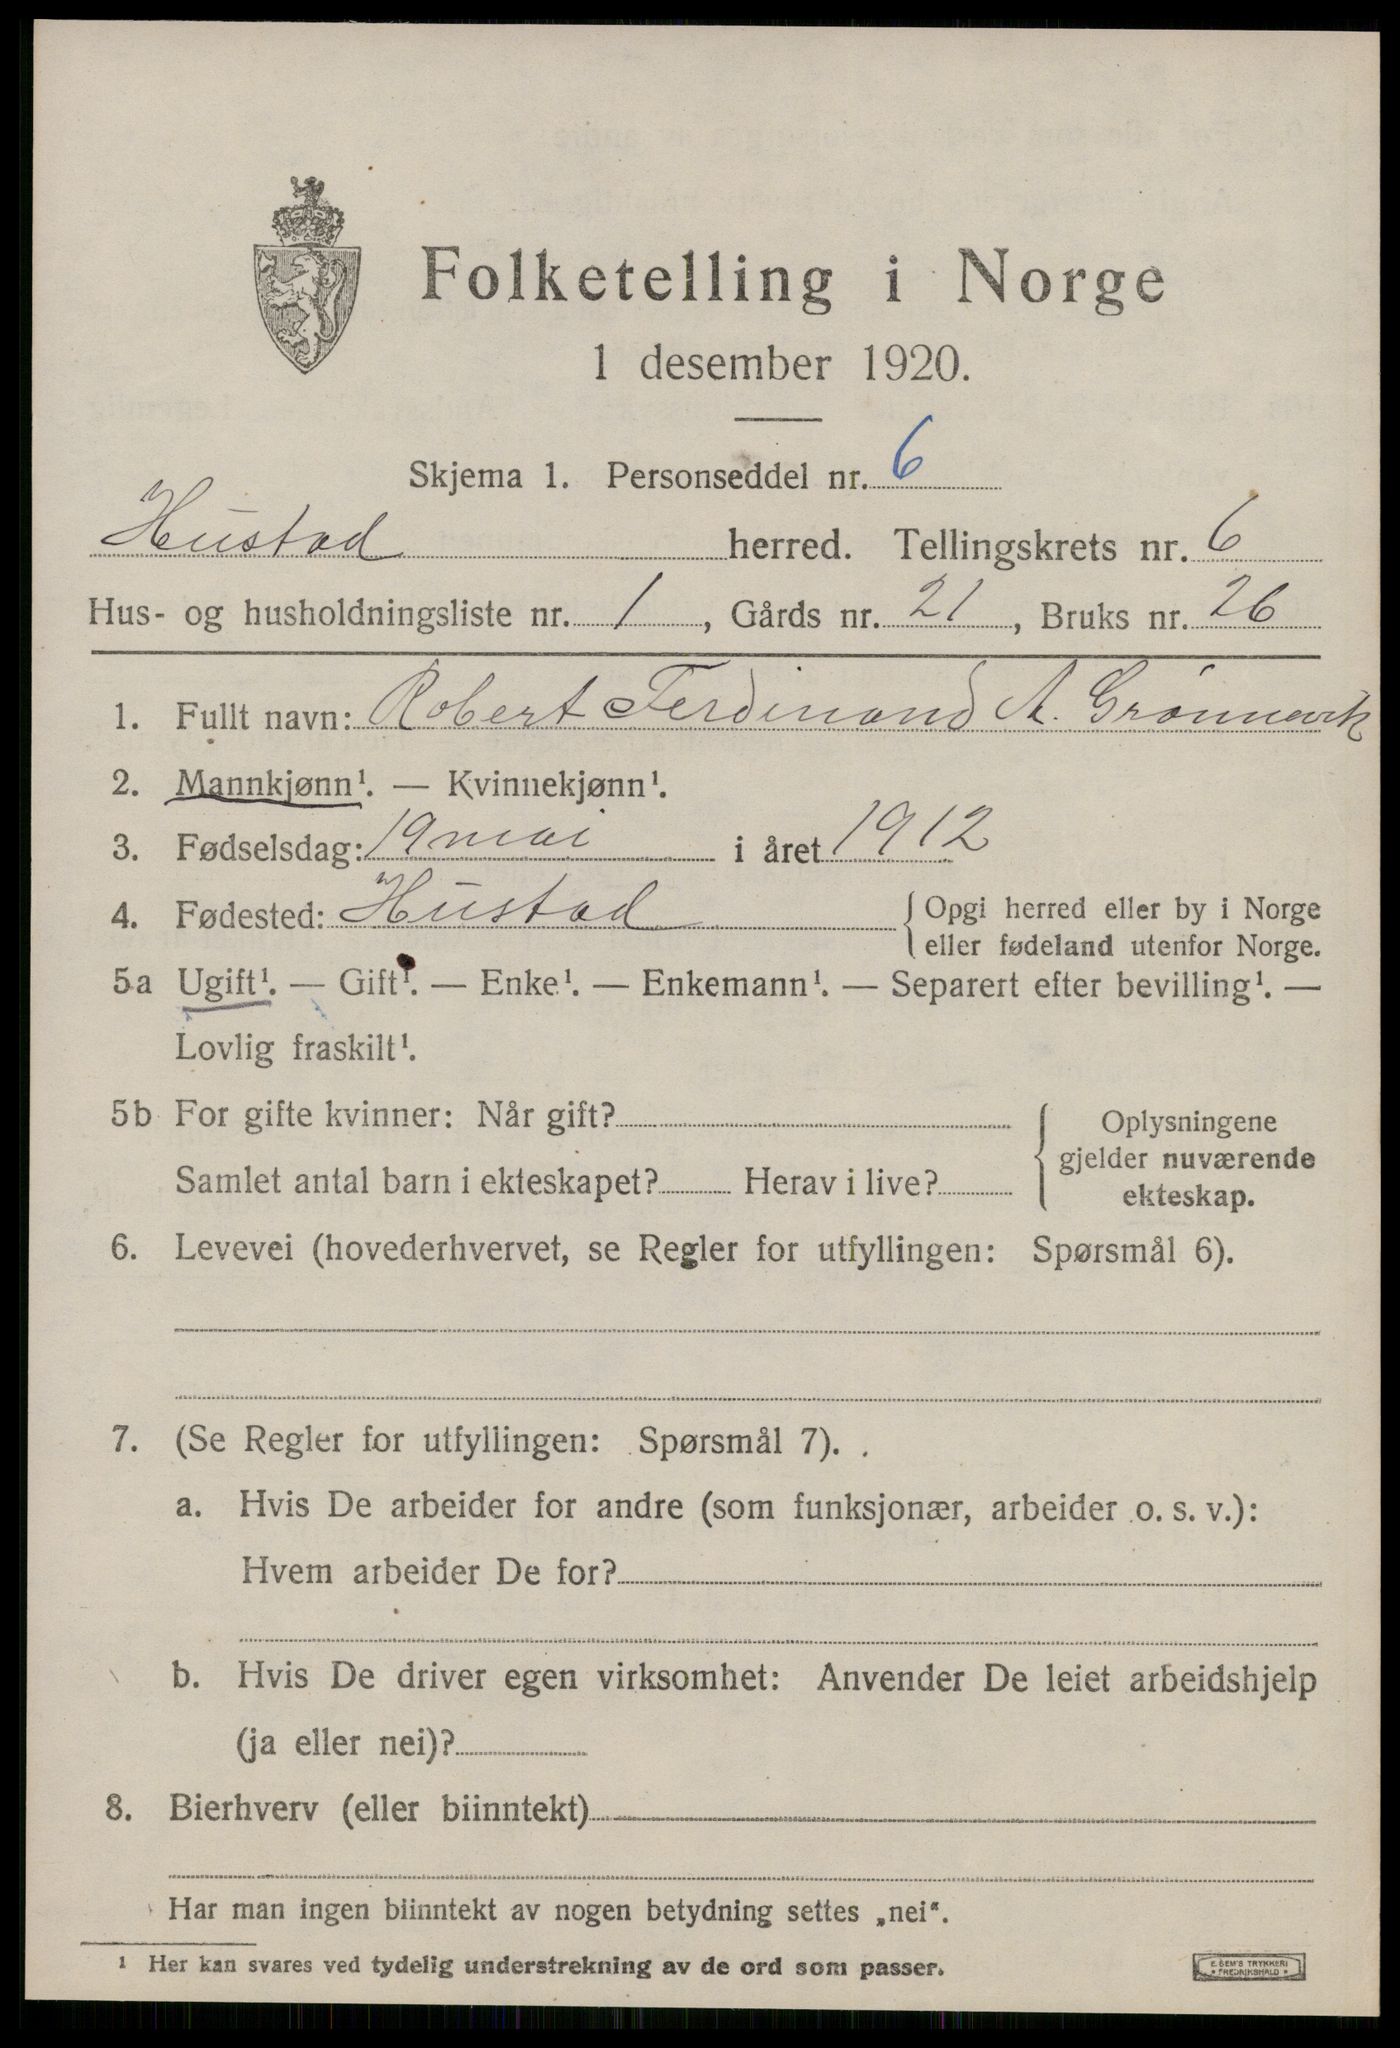 Folketelling i Norge
1 desember 1920.
Skjema 1. Personseddel nr. 6
Hustad herred. Tellingskrets nr. 6
Hus- og husholdningsliste nr. 1, Gårds nr. 21, Bruks nr. 26
1. Fullt navn: Robert Ferdinand A. Grønnevik
2. Mannkjønn¹. — Kvinnekjønn¹.
3. Fødselsdag: 19 mai i året 1912
4. Fødested: Hustad { Opgi herred eller by i Norge
eller fødeland utenfor Norge.
5a Ugift¹. — Gift¹. — Enke¹. — Enkemann¹. — Separert efter bevilling¹. —
Lovlig fraskilt¹.
5b For gifte kvinner: Når gift?
Samlet antal barn i ekteskapet? Herav i live?
{ Oplysningene
gjelder nuværende
ekteskap.
6. Levevei (hovederhvervet, se Regler for utfyllingen: Spørsmål 6).
7. (Se Regler for utfyllingen: Spørsmål 7).
a. Hvis De arbeider for andre (som funksjonær, arbeider o. s. v.):
Hvem arbeider De for?
b. Hvis De driver egen virksomhet: Anvender De leiet arbeidshjelp
(ja eller nei)?
8. Bierhverv (eller biinntekt)
Har man ingen biinntekt av nogen betydning settes „nei“.
¹ Her kan svares ved tydelig understrekning av de ord som passer.
E. SEM'S TRYKKERI
* FREDRIKSHALD *